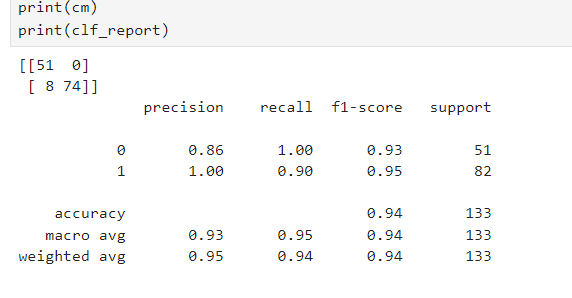 print(cm)
print(clf_report)
[[51  0]
 [ 8 74]]
              precision    recall  f1-score   support

           0       0.86      1.00      0.93        51
           1       1.00      0.90      0.95        82

    accuracy                           0.94       133
   macro avg       0.93      0.95      0.94       133
weighted avg       0.95      0.94      0.94       133